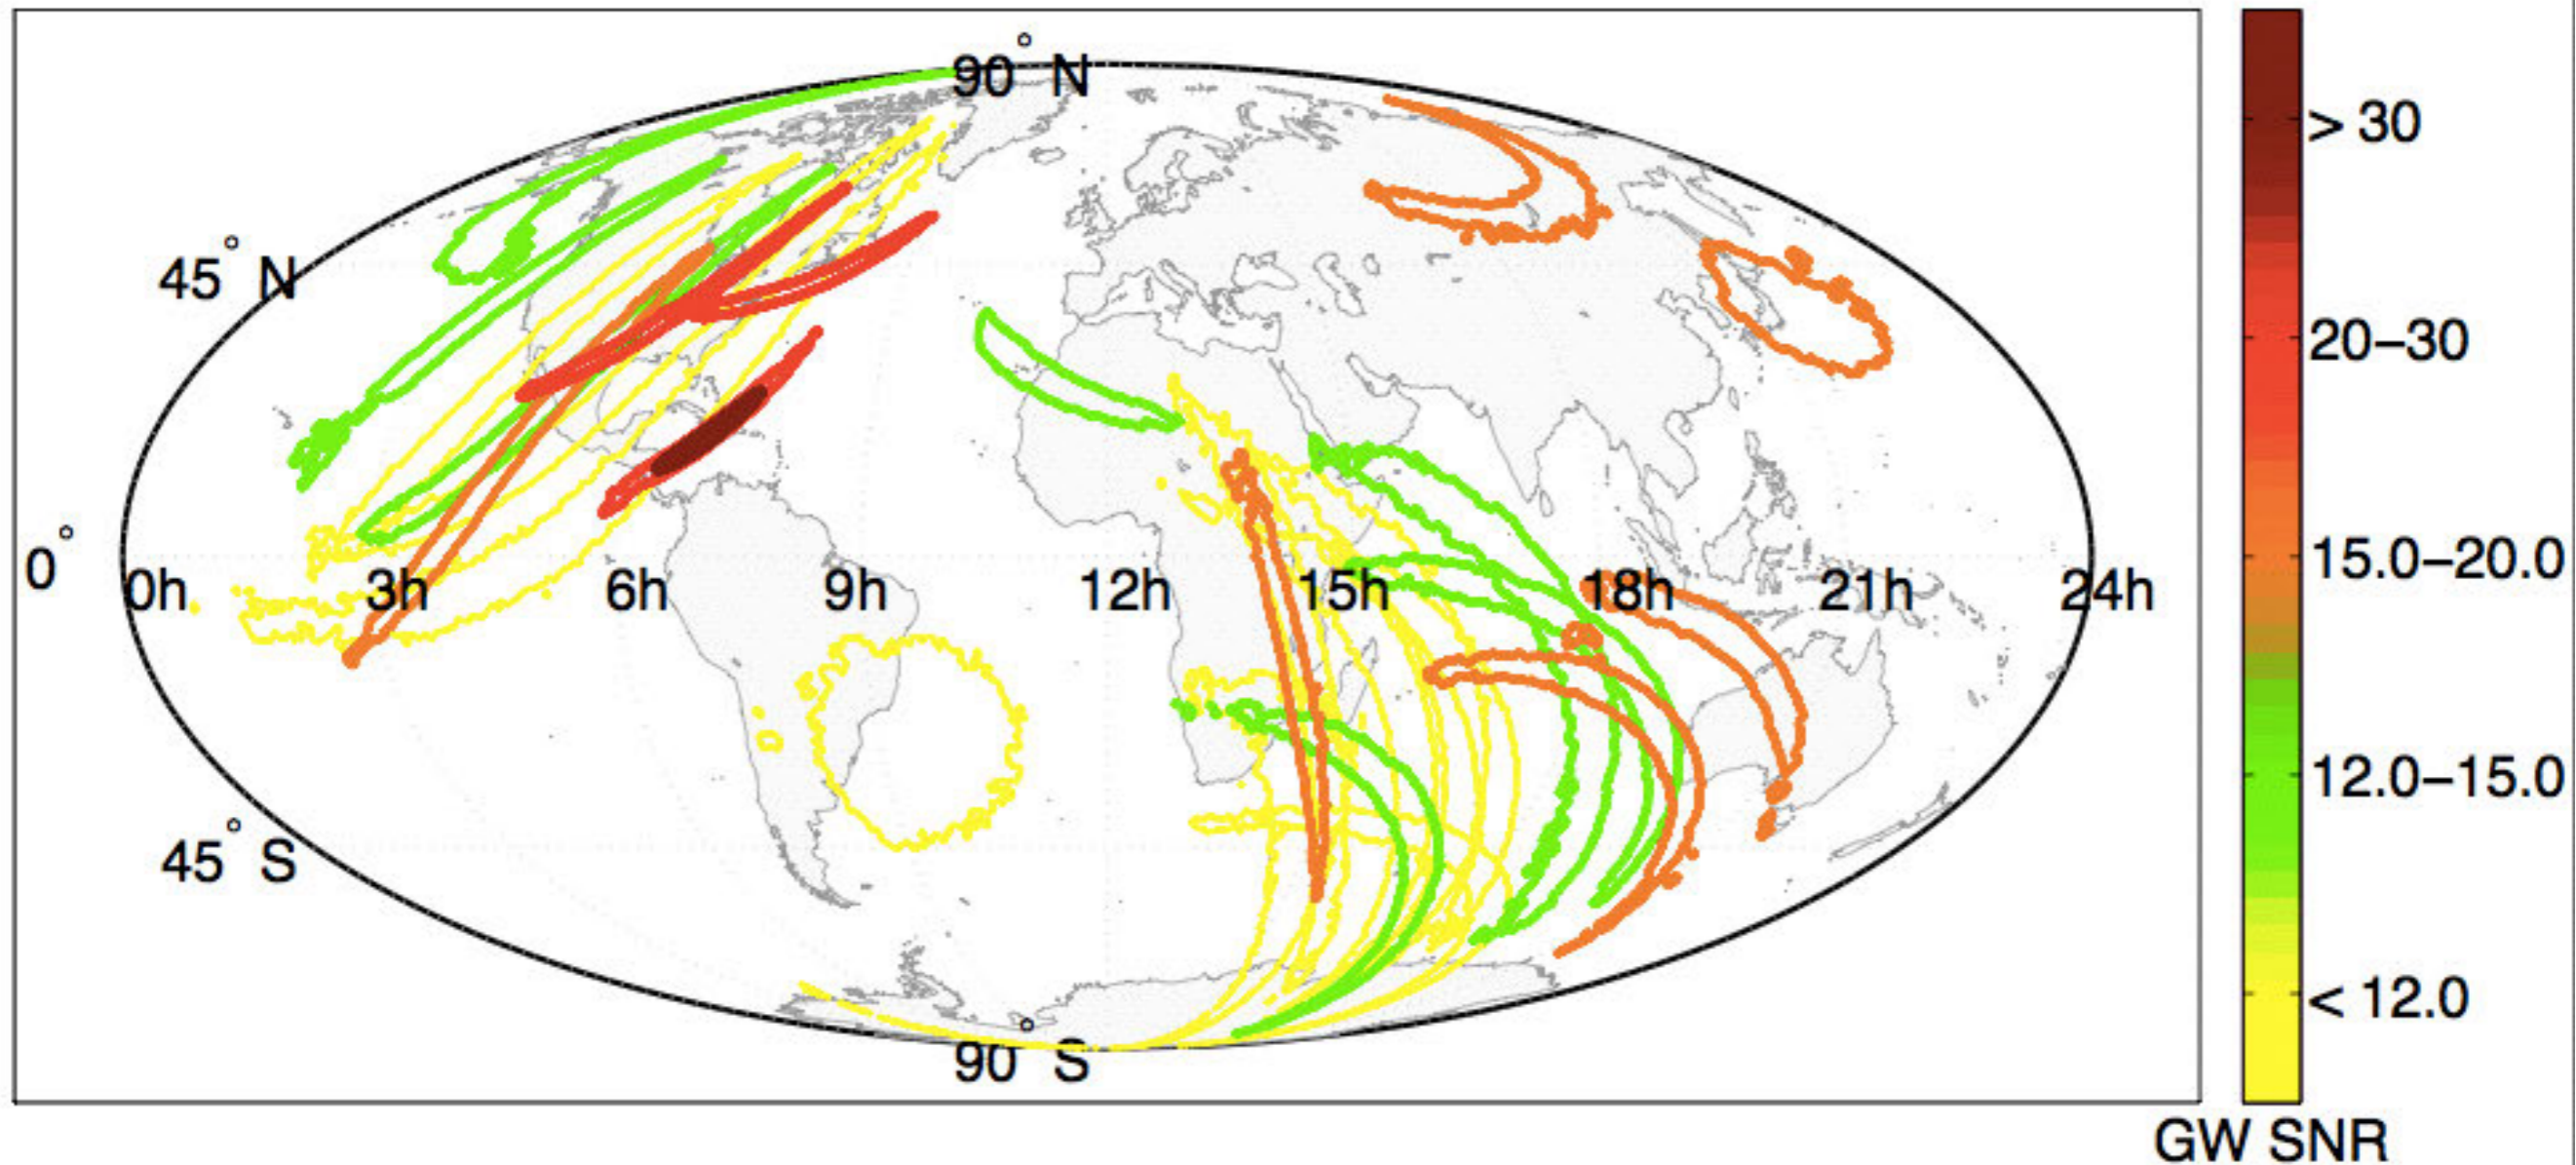 90° N
> 30
45° N
20–30
0°
0h 3h 6h 9h 12h 15h 18h 21h 24h
15.0–20.0
12.0–15.0
45° S
< 12.0
90° S
GW SNR